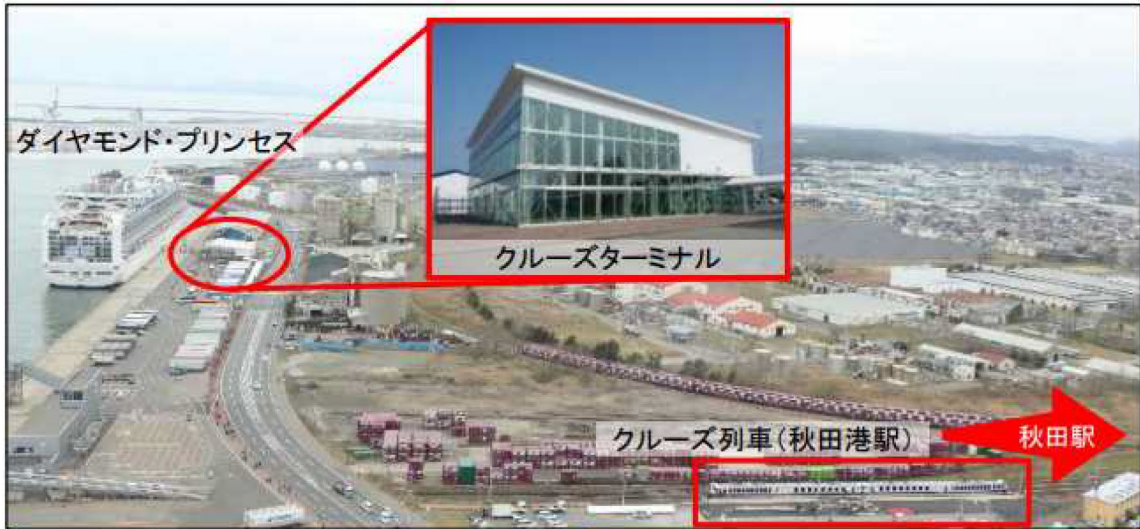 ダイヤモンド・プリンセス
クルーズターミナル
クルーズ列車(秋田港駅)
秋田駅